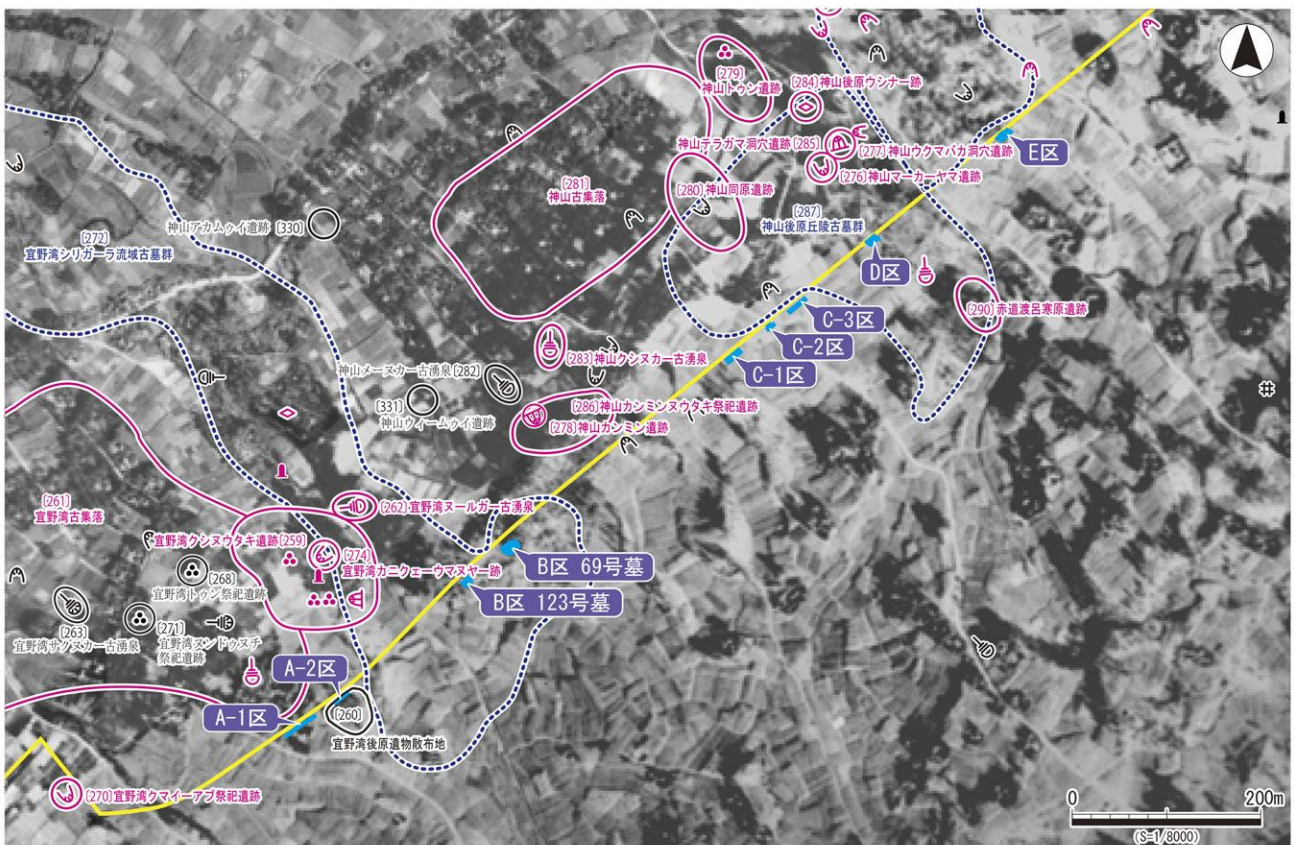 [279]
神山トゥン遺跡
[284]神山後原ウシナー跡
神山テラガマ洞穴遺跡[285]
[277]神山ウクマバカ洞穴遺跡
[276]神山マーカーヤマ遺跡
E区
[281]
神山古集落
[280]神山同原遺跡
[287]
神山後原丘陵古墓群
神山アカムゥイ遺跡[330]
[272]
宜野湾シリガーラ流域古墓群
D区
[290]赤道渡呂寒原遺跡
C-3区
C-2区
C-1区
[283]神山クシヌカー古湧泉
神山メーヌカー古湧泉[282]
[331]
神山ウィームゥイ遺跡
[286]神山カンミンヌウタキ祭祀遺跡
[278]神山カンミン遺跡
[261]
宜野湾古集落
[262]宜野湾ヌールガー古湧泉
宜野湾クシヌウタキ遺跡[259]
[274]
宜野湾カニクェーウマヌヤー跡
[268]
宜野湾トゥン祭祀遺跡
B区 69号墓
B区 123号墓
[263]
宜野湾サクヌカー古湧泉
[271]
宜野湾ヌンドゥヌチ
祭祀遺跡
A-2区
A-1区
[260]
宜野湾後原遺物散布地
[270]宜野湾クマイーアブ祭祀遺跡
0 200m
(S=1/8000)